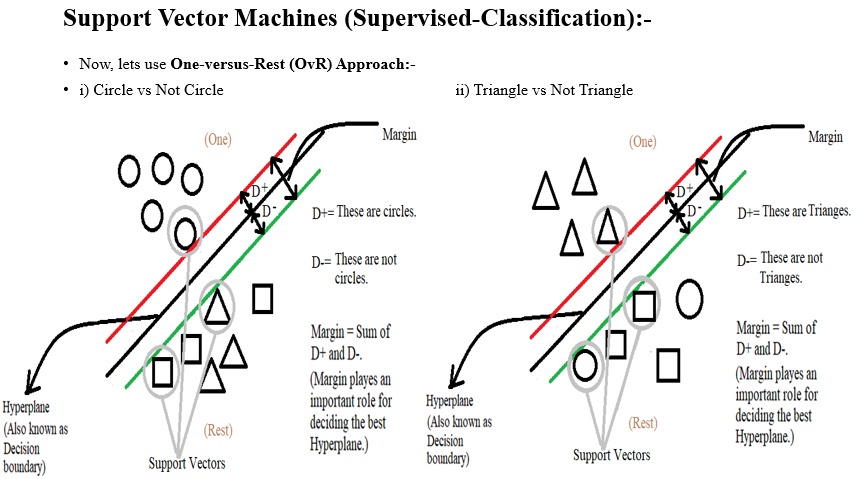 Support Vector Machines (Supervised-Classification):-
• Now, lets use One-versus-Rest (OvR) Approach:-
• i) Circle vs Not Circle
ii) Triangle vs Not Triangle
(One)
Margin
D+
D-
D+= These are circles.
D-= These are not
circles.
Margin = Sum of
D+ and D-.
(Margin playes an
important role for
deciding the best
Hyperplane.)
Hyperplane
(Also known as
Decision
boundary)
(Rest)
Support Vectors
(One)
Margin
D+
D-
D+= These are Trianges.
D-= These are not
Trianges.
Margin = Sum of
D+ and D-.
(Margin playes an
important role for
deciding the best
Hyperplane.)
Hyperplane
(Also known as
Decision
boundary)
(Rest)
Support Vectors